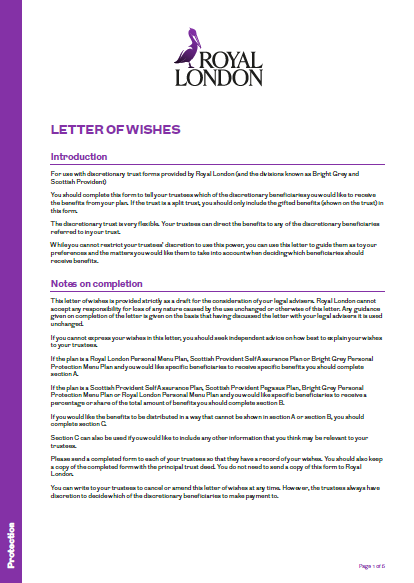 ROYAL
LONDON
LETTER OF WISHES
Introduction
For use with discretionary trust forms provided by Royal London (and the divisions known as Bright Grey and
Scottish Provident)
You should complete this form to tell your trustees which of the discretionary beneficiaries you would like to receive
the benefits from your plan. If the trust is a split trust, you should only include the gifted benefits (shown on the trust) in
this form.
The discretionary trust is very flexible. Your trustees can direct the benefits to any of the discretionary beneficiaries
referred to in your trust.
While you cannot restrict your trustees' discretion to use this power, you can use this letter to guide them as to your
preferences and the matters you would like them to take into account when deciding which beneficiaries should
receive benefits.
Notes on completion
This letter of wishes is provided strictly as a draft for the consideration of your legal advisers. Royal London cannot
accept any responsibility for loss of any nature caused by the use unchanged or otherwise of this letter. Any guidance
given on completion of the letter is given on the basis that having discussed the letter with your legal advisers it is used
unchanged.
If you cannot express your wishes in this letter, you should seek independent advice on how best to explain your wishes
to your trustees.
If the plan is a Royal London Personal Menu Plan, Scottish Provident Self Assurance Plan or Bright Grey Personal
Protection Menu Plan and you would like specific beneficiaries to receive specific benefits you should complete
section A.
If the plan is a Scottish Provident Self Assurance Plan, Scottish Provident Pegasus Plan, Bright Grey Personal
Protection Menu Plan or Royal London Personal Menu Plan and you would like specific beneficiaries to receive a
percentage or share of the total amount of benefits you should complete section B.
If you would like the benefits to be distributed in a way that cannot be shown in section A or section B, you should
complete section C.
Section C can also be used if you would like to include any other information that you think may be relevant to your
trustees.
Please send a completed form to each of your trustees so that they have a record of your wishes. You should also keep
a copy of the completed form with the principal trust deed. You do not need to send a copy of this form to Royal
London.
You can write to your trustees to cancel or amend this letter of wishes at any time. However, the trustees always have
discretion to decide which of the discretionary beneficiaries to make payment to.
Protection
Page 1 of 6